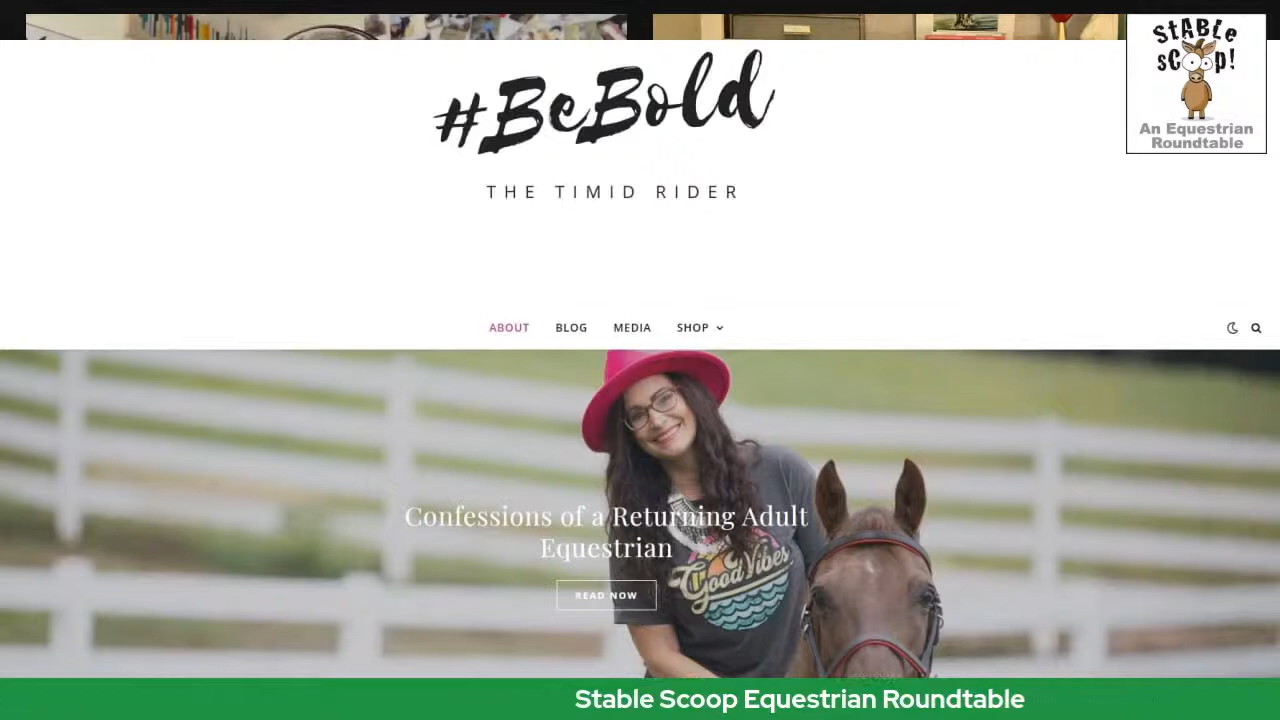 #BeBold
THE TIMID RIDER
StABLe
sCOop!
An Equestrian
Roundtable
ABOUT
BLOG
MEDIA
SHOP
Confessions of a Returning Adult
Equestrian
READ NOW
Good Vibes
Stable Scoop Equestrian Roundtable